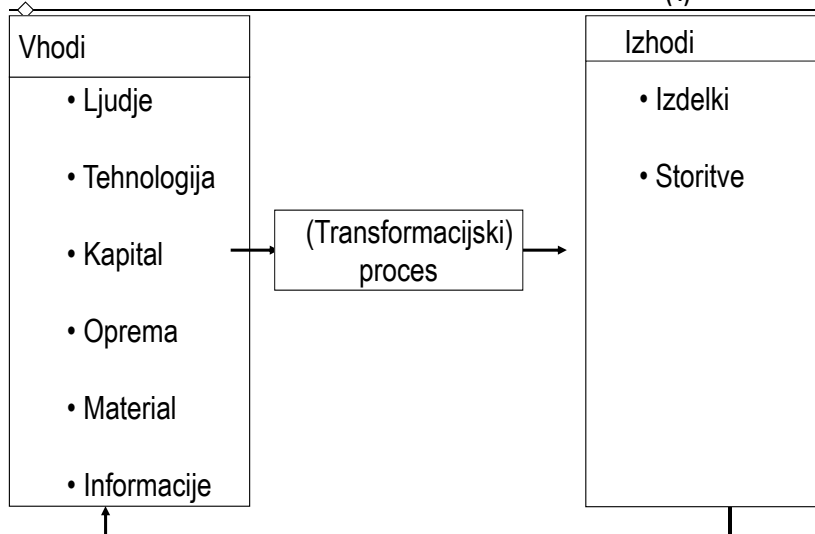 Vhodi
• Ljudje
• Tehnologija
• Kapital
• Oprema
• Material
• Informacije
(Transformacijski)
proces
Izhodi
• Izdelki
• Storitve